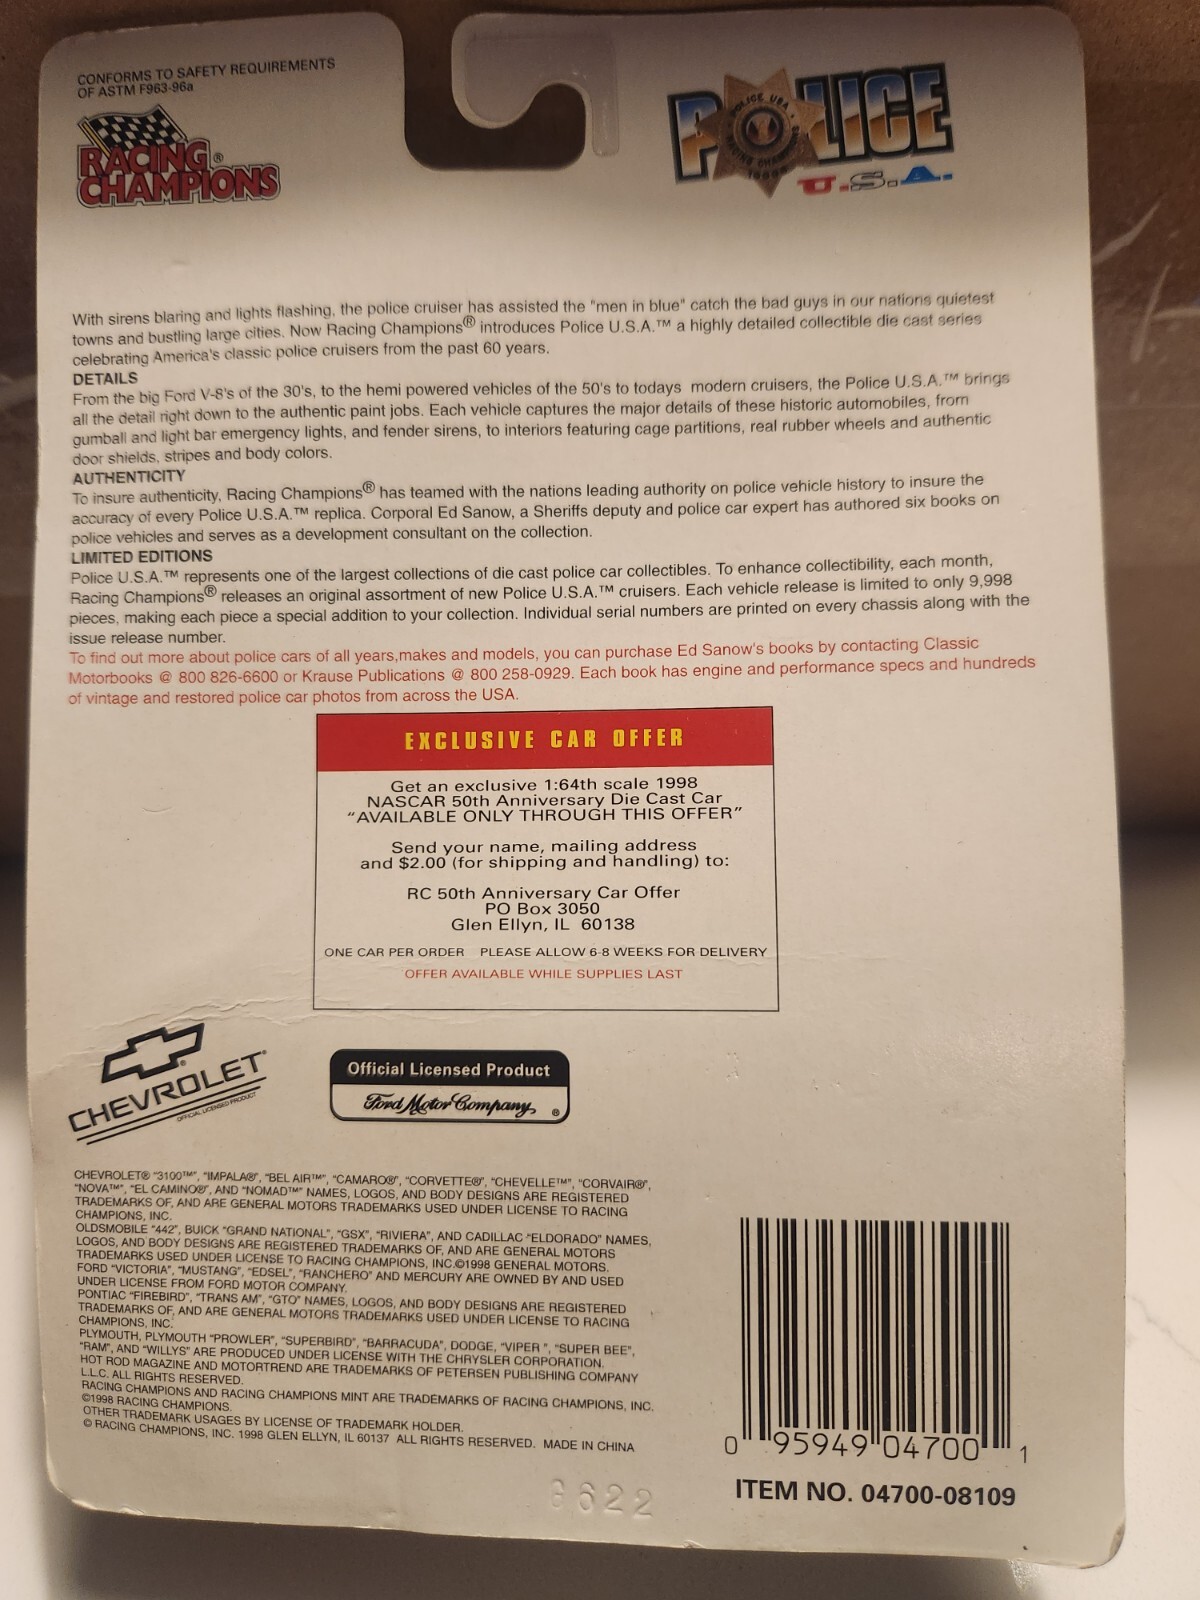 CONFORMS TO SAFETY REQUIREMENTS
OF ASTM F963-96a
RACING®
CHAMPIONS
POLICE
U.S.A.
POLICE USA
With sirens blaring and lights flashing, the police cruiser has assisted the "men in blue" catch the bad guys in our nations quietest
towns and bustling large cities. Now Racing Champions® introduces Police U.S.A.™ a highly detailed collectible die cast series
celebrating America's classic police cruisers from the past 60 years.
DETAILS
From the big Ford V-8's of the 30's, to the hemi powered vehicles of the 50's to todays modern cruisers, the Police U.S.A.™ brings
all the detail right down to the authentic paint jobs. Each vehicle captures the major details of these historic automobiles, from
gumball and light bar emergency lights, and fender sirens, to interiors featuring cage partitions, real rubber wheels and authentic
door shields, stripes and body colors.
AUTHENTICITY
To insure authenticity, Racing Champions® has teamed with the nations leading authority on police vehicle history to insure the
accuracy of every Police U.S.A.™ replica. Corporal Ed Sanow, a Sheriffs deputy and police car expert has authored six books on
police vehicles and serves as a development consultant on the collection.
LIMITED EDITIONS
Police U.S.A.™ represents one of the largest collections of die cast police car collectibles. To enhance collectibility, each month,
Racing Champions® releases an original assortment of new Police U.S.A.™ cruisers. Each vehicle release is limited to only 9,998
pieces, making each piece a special addition to your collection. Individual serial numbers are printed on every chassis along with the
issue release number.
To find out more about police cars of all years,makes and models, you can purchase Ed Sanow's books by contacting Classic
Motorbooks @ 800 826-6600 or Krause Publications @ 800 258-0929. Each book has engine and performance specs and hundreds
of vintage and restored police car photos from across the USA.
EXCLUSIVE CAR OFFER
Get an exclusive 1:64th scale 1998
NASCAR 50th Anniversary Die Cast Car
"AVAILABLE ONLY THROUGH THIS OFFER"
Send your name, mailing address
and $2.00 (for shipping and handling) to:
RC 50th Anniversary Car Offer
PO Box 3050
Glen Ellyn, IL 60138
ONE CAR PER ORDER PLEASE ALLOW 6-8 WEEKS FOR DELIVERY
OFFER AVAILABLE WHILE SUPPLIES LAST
CHEVROLET
OFFICIAL LICENSED PRODUCT
Official Licensed Product
Ford Motor Company ®
CHEVROLET® "3100™", "IMPALA®", "BEL AIR™", "CAMARO®", "CORVETTE®", "CHEVELLE™", "CORVAIR®",
"NOVA™", "EL CAMINO®", AND "NOMAD™" NAMES, LOGOS, AND BODY DESIGNS ARE REGISTERED
TRADEMARKS OF, AND ARE GENERAL MOTORS TRADEMARKS USED UNDER LICENSE TO RACING
CHAMPIONS, INC.
OLDSMOBILE "442", BUICK "GRAND NATIONAL", "GSX", "RIVIERA", AND CADILLAC "ELDORADO" NAMES,
LOGOS, AND BODY DESIGNS ARE REGISTERED TRADEMARKS OF, AND ARE GENERAL MOTORS
TRADEMARKS USED UNDER LICENSE TO RACING CHAMPIONS, INC.©1998 GENERAL MOTORS.
FORD "VICTORIA", "MUSTANG", "EDSEL", "RANCHERO" AND MERCURY ARE OWNED BY AND USED
UNDER LICENSE FROM FORD MOTOR COMPANY.
PONTIAC "FIREBIRD", "TRANS AM", "GTO" NAMES, LOGOS, AND BODY DESIGNS ARE REGISTERED
TRADEMARKS OF, AND ARE GENERAL MOTORS TRADEMARKS USED UNDER LICENSE TO RACING
CHAMPIONS, INC.
PLYMOUTH, PLYMOUTH "PROWLER", "SUPERBIRD", "BARRACUDA", DODGE, "VIPER ", "SUPER BEE",
"RAM", AND "WILLYS" ARE PRODUCED UNDER LICENSE WITH THE CHRYSLER CORPORATION.
HOT ROD MAGAZINE AND MOTORTREND ARE TRADEMARKS OF PETERSEN PUBLISHING COMPANY
L.L.C. ALL RIGHTS RESERVED.
RACING CHAMPIONS AND RACING CHAMPIONS MINT ARE TRADEMARKS OF RACING CHAMPIONS, INC.
©1998 RACING CHAMPIONS.
OTHER TRADEMARK USAGES BY LICENSE OF TRADEMARK HOLDER.
© RACING CHAMPIONS, INC. 1998 GLEN ELLYN, IL 60137 ALL RIGHTS RESERVED. MADE IN CHINA
0 95949 04700 1
ITEM NO. 04700-08109